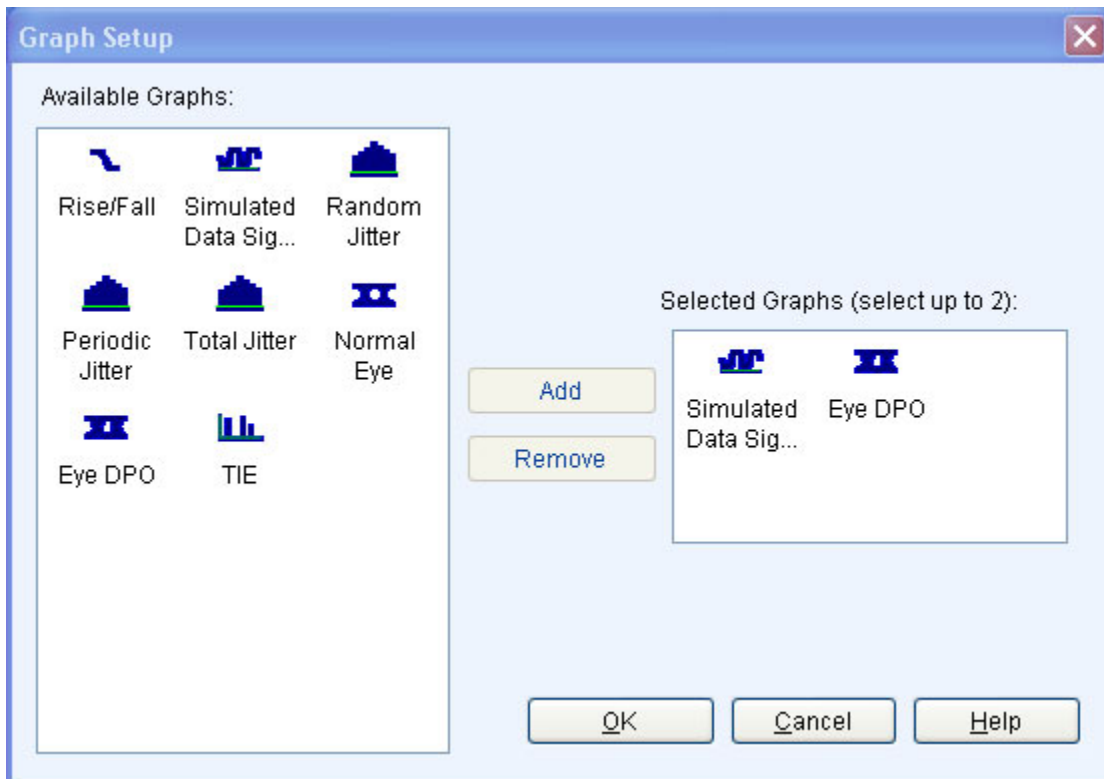 Graph Setup
Available Graphs:
Rise/Fall
Simulated
Data Sig...
Random
Jitter
Periodic
Jitter
Total Jitter
Normal
Eye
Eye DPO
TIE
Add
Remove
Selected Graphs (select up to 2):
Simulated
Data Sig...
Eye DPO
OK
Cancel
Help